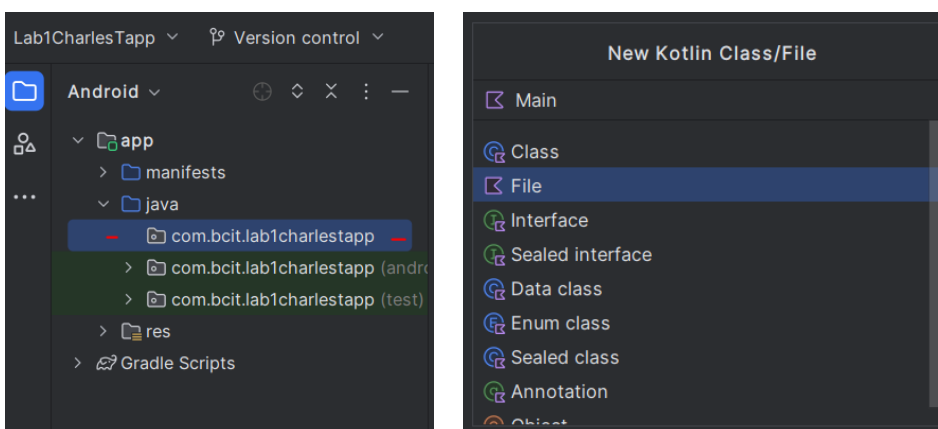 Lab1CharlesTapp Version control
Android
app
manifests
java
com.bcit.lab1charlestapp
com.bcit.lab1charlestapp (andro
com.bcit.lab1charlestapp (test)
res
Gradle Scripts
New Kotlin Class/File
Main
Class
File
Interface
Sealed interface
Data class
Enum class
Sealed class
Annotation
Object